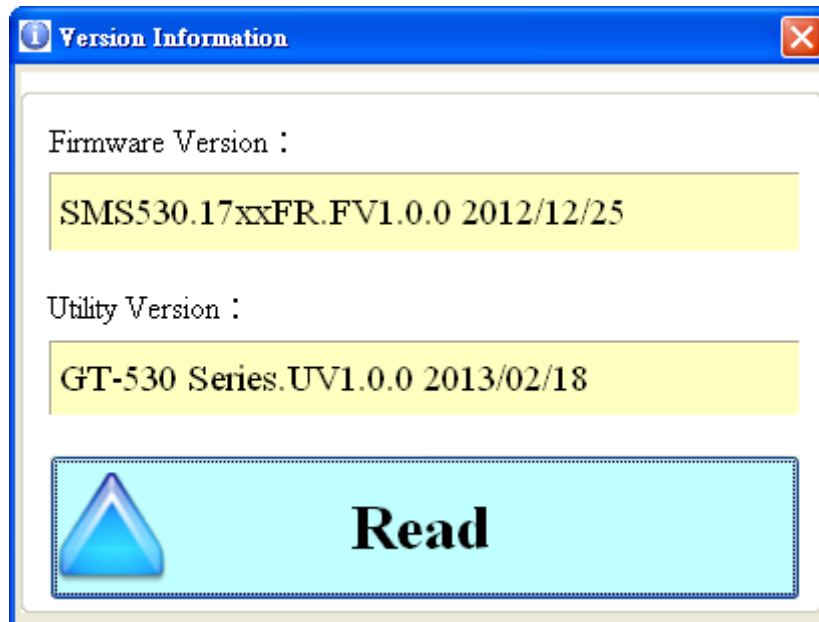 Version Information
Firmware Version：
SMS530.17xxFR.FV1.0.0 2012/12/25
Utility Version：
GT-530 Series.UV1.0.0 2013/02/18
Read